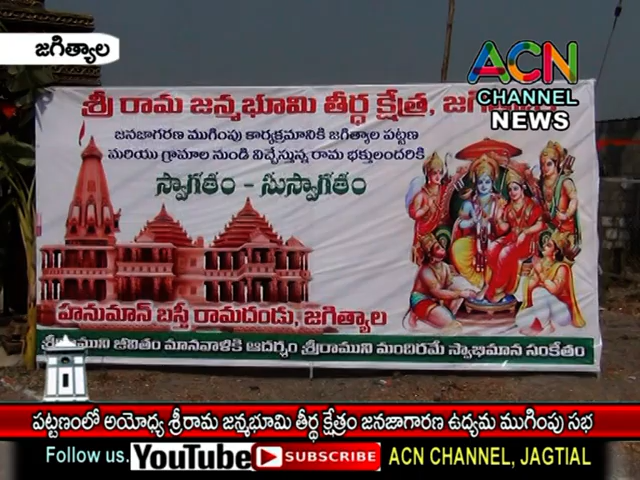 జగిత్యాల
ACN
CHANNEL
NEWS
శ్రీ రామ జన్మభూమి తీర్థ క్షేత్ర,
జనజాగరణ ముగింపు కార్యక్రమానికి జగిత్యాల పట్టణ
మరియు గ్రామాల నుండి విచ్చేస్తున్న రామ భక్తులందరికి
స్వాగతం - సుస్వాగతం
హనుమాన్ బస్తీ రామదండు, జగిత్యాల
జీవితం మానవాళికి ఆదర్శం శ్రీరాముని మందిరమే స్వాభిమాన సంకేతం
పట్టణంలో అయోధ్య శ్రీరామ జన్మభూమి తీర్థ క్షేత్రం జనజాగారణ ఉద్యమ ముగింపు సభ
Follow us. YouTube SUBSCRIBE ACN CHANNEL, JAGTIAL